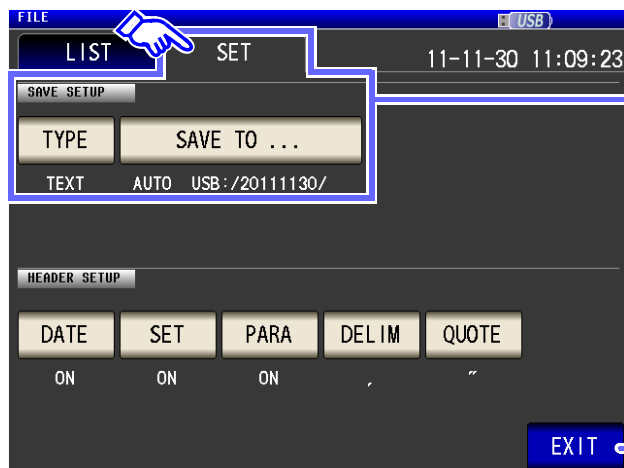 FILE USB
LIST SET 11-11-30 11:09:23
SAVE SETUP
TYPE SAVE TO ...
TEXT AUTO USB:/20111130/
HEADER SETUP
DATE SET PARA DELIM QUOTE
ON ON ON , "
EXIT